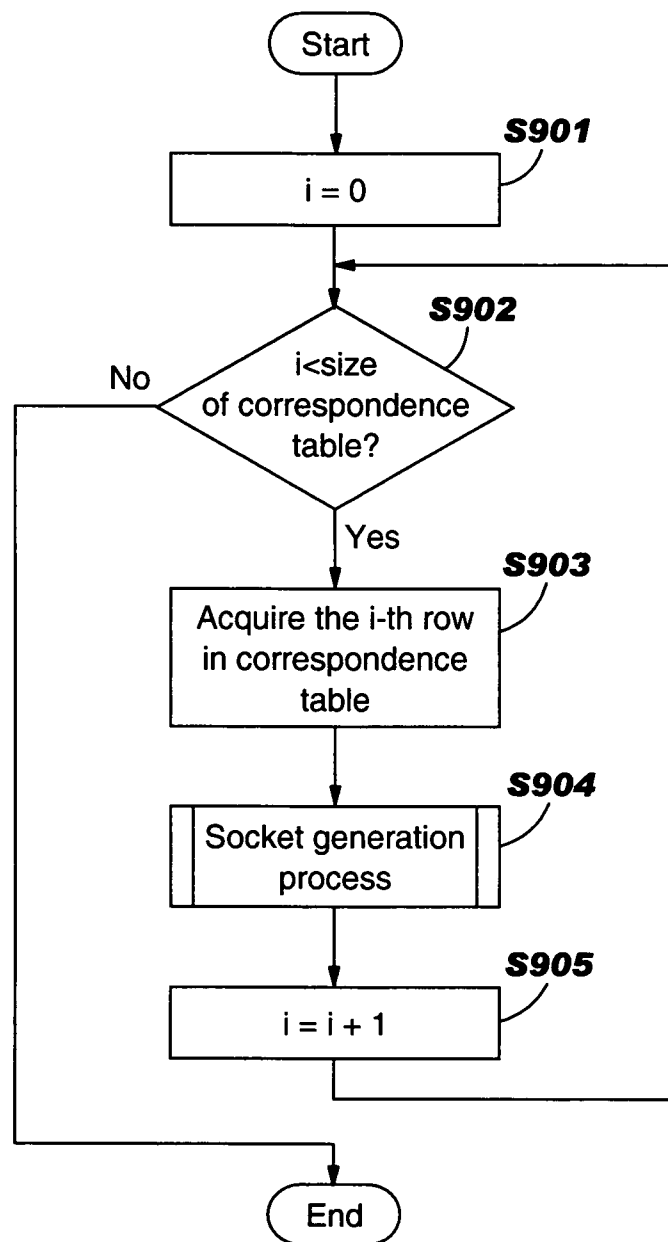 Start
S901
i = 0
S902
i<size
of correspondence
table?
No
Yes
S903
Acquire the i-th row
in correspondence
table
S904
Socket generation
process
S905
i = i + 1
End